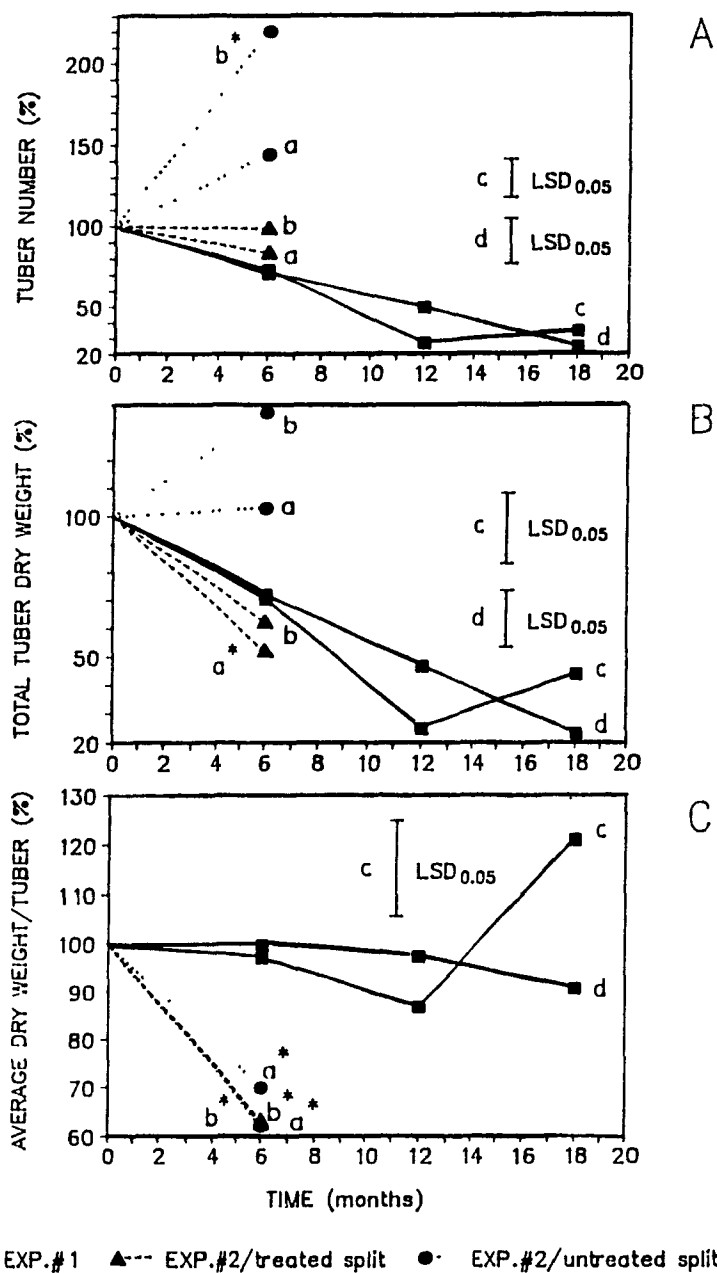 A
TUBER NUMBER (%)
200
150
100
50
20
b*
a
b
a
c LSD0.05
d LSD0.05
c
d
0 2 4 6 8 10 12 14 16 18 20
B
TOTAL TUBER DRY WEIGHT (%)
100
50
20
b
a
b
a*
c LSD0.05
d LSD0.05
c
d
0 2 4 6 8 10 12 14 16 18 20
C
AVERAGE DRY WEIGHT/TUBER (%)
130
120
110
100
90
80
70
60
c LSD0.05
c
d
a*
b* b* a*
0 2 4 6 8 10 12 14 16 18 20
TIME (months)
EXP.#1 ▲--- EXP.#2/treated split ●· EXP.#2/untreated split